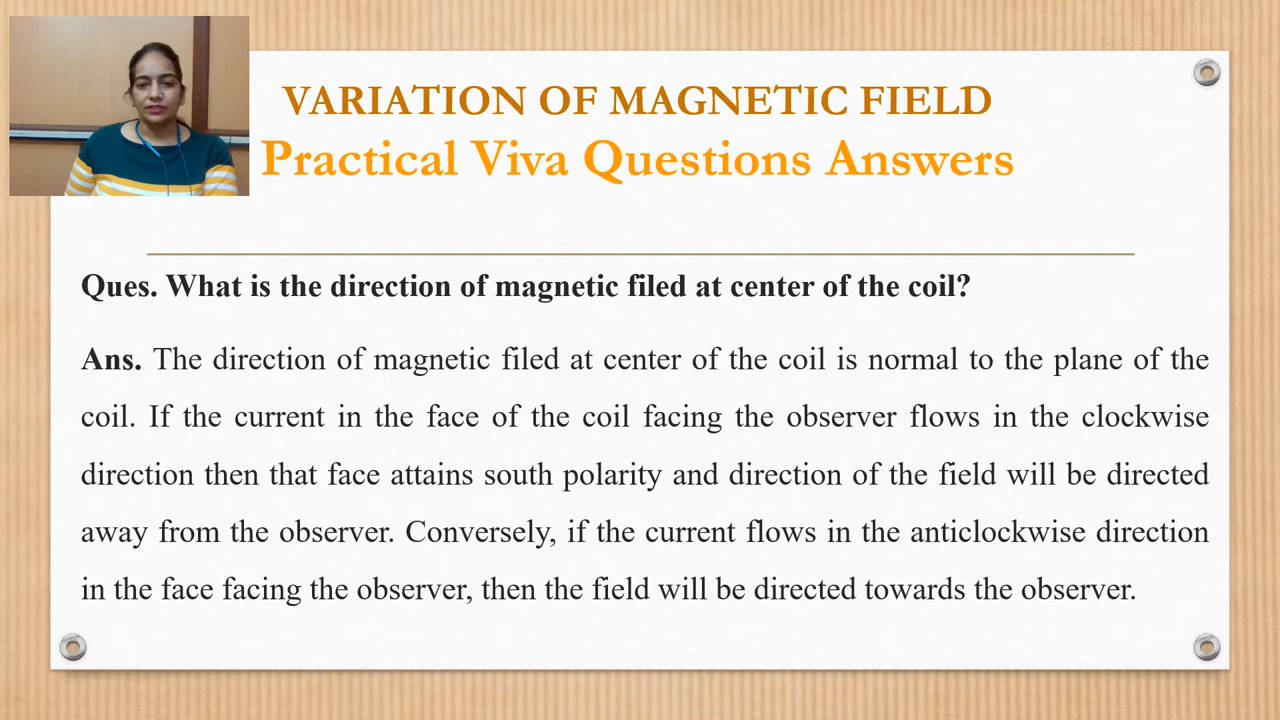 VARIATION OF MAGNETIC FIELD
Practical Viva Questions Answers
Ques. What is the direction of magnetic filed at center of the coil?
Ans. The direction of magnetic filed at center of the coil is normal to the plane of the
coil. If the current in the face of the coil facing the observer flows in the clockwise
direction then that face attains south polarity and direction of the field will be directed
away from the observer. Conversely, if the current flows in the anticlockwise direction
in the face facing the observer, then the field will be directed towards the observer.